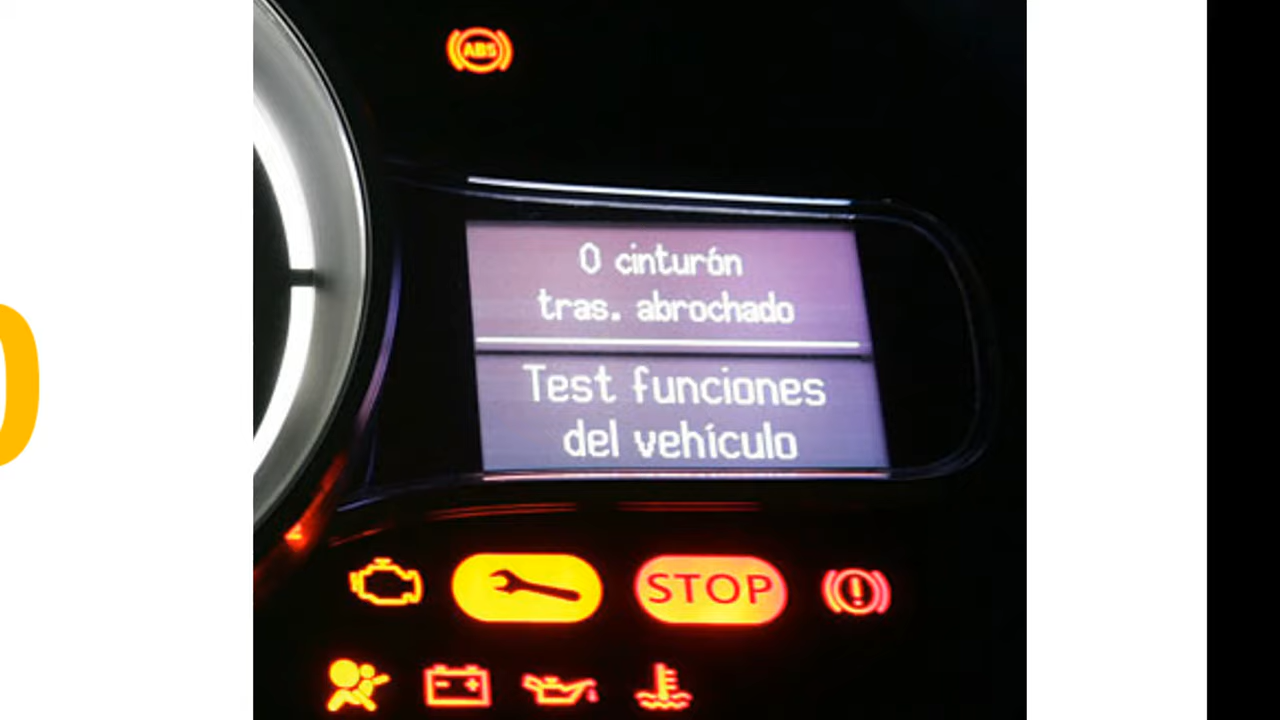 ABS
0 cinturón
tras. abrochado
Test funciones
del vehículo
STOP